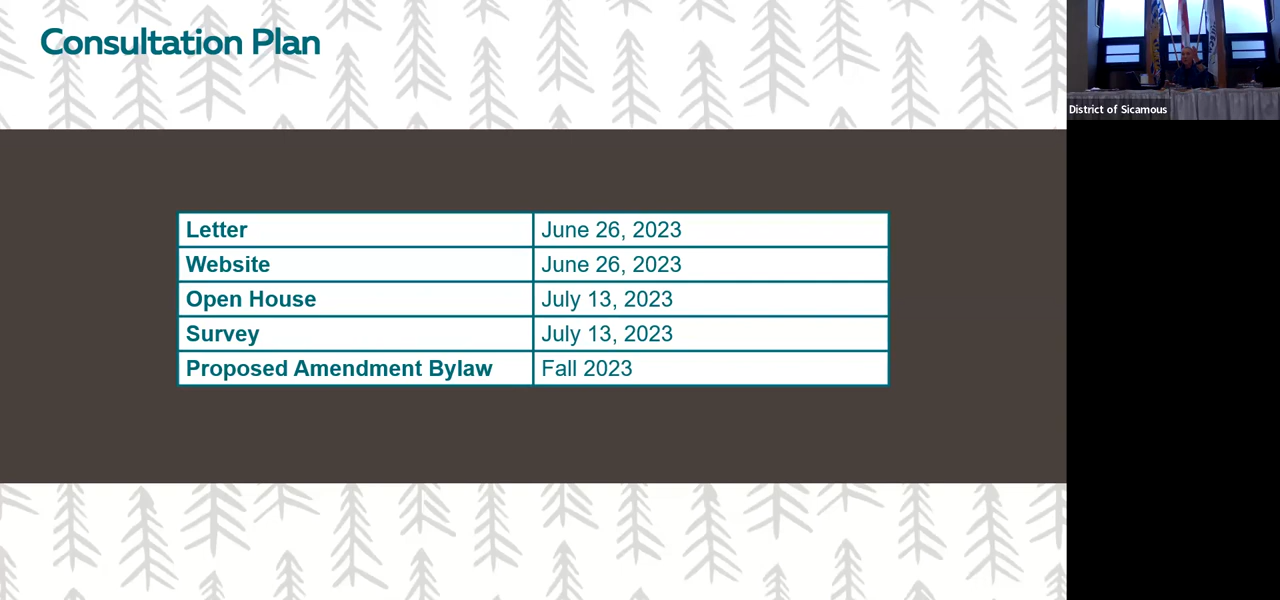 Consultation Plan
District of Sicamous
Letter June 26, 2023
Website June 26, 2023
Open House July 13, 2023
Survey July 13, 2023
Proposed Amendment Bylaw Fall 2023